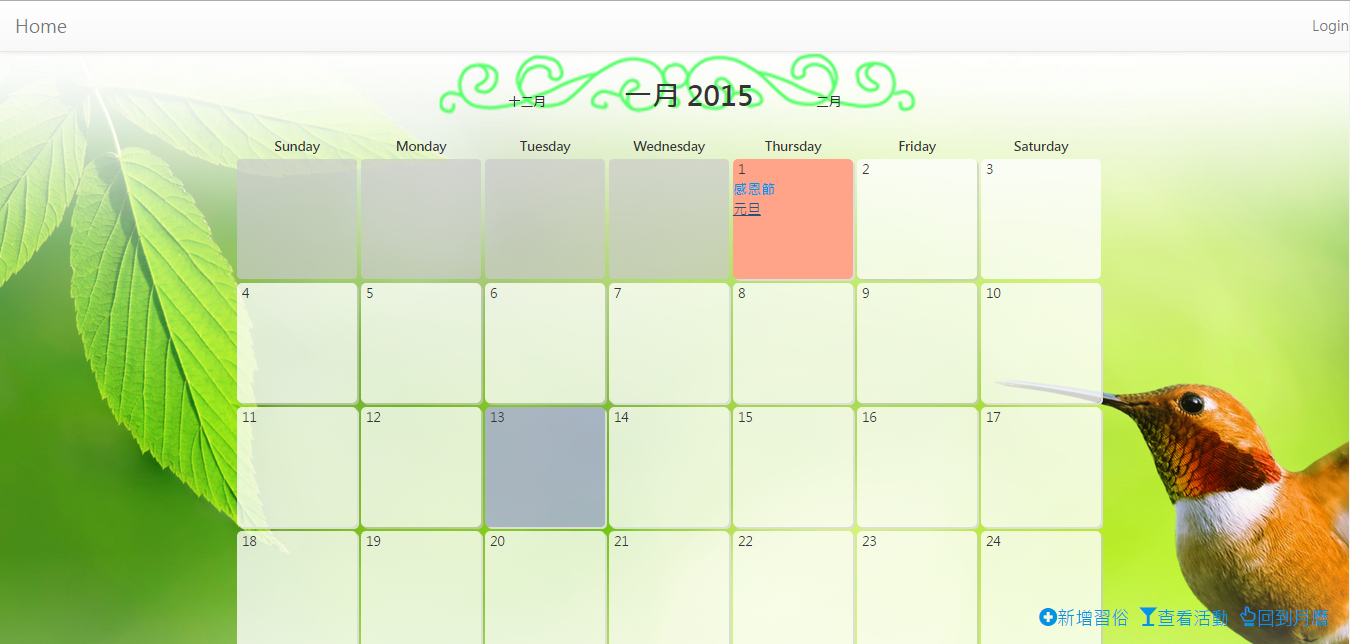 Home Login
十二月 一月 2015 二月
Sunday Monday Tuesday Wednesday Thursday Friday Saturday
1 2 3
感恩節
元旦
4 5 6 7 8 9 10
11 12 13 14 15 16 17
18 19 20 21 22 23 24
新增習俗 查看活動 回到月曆